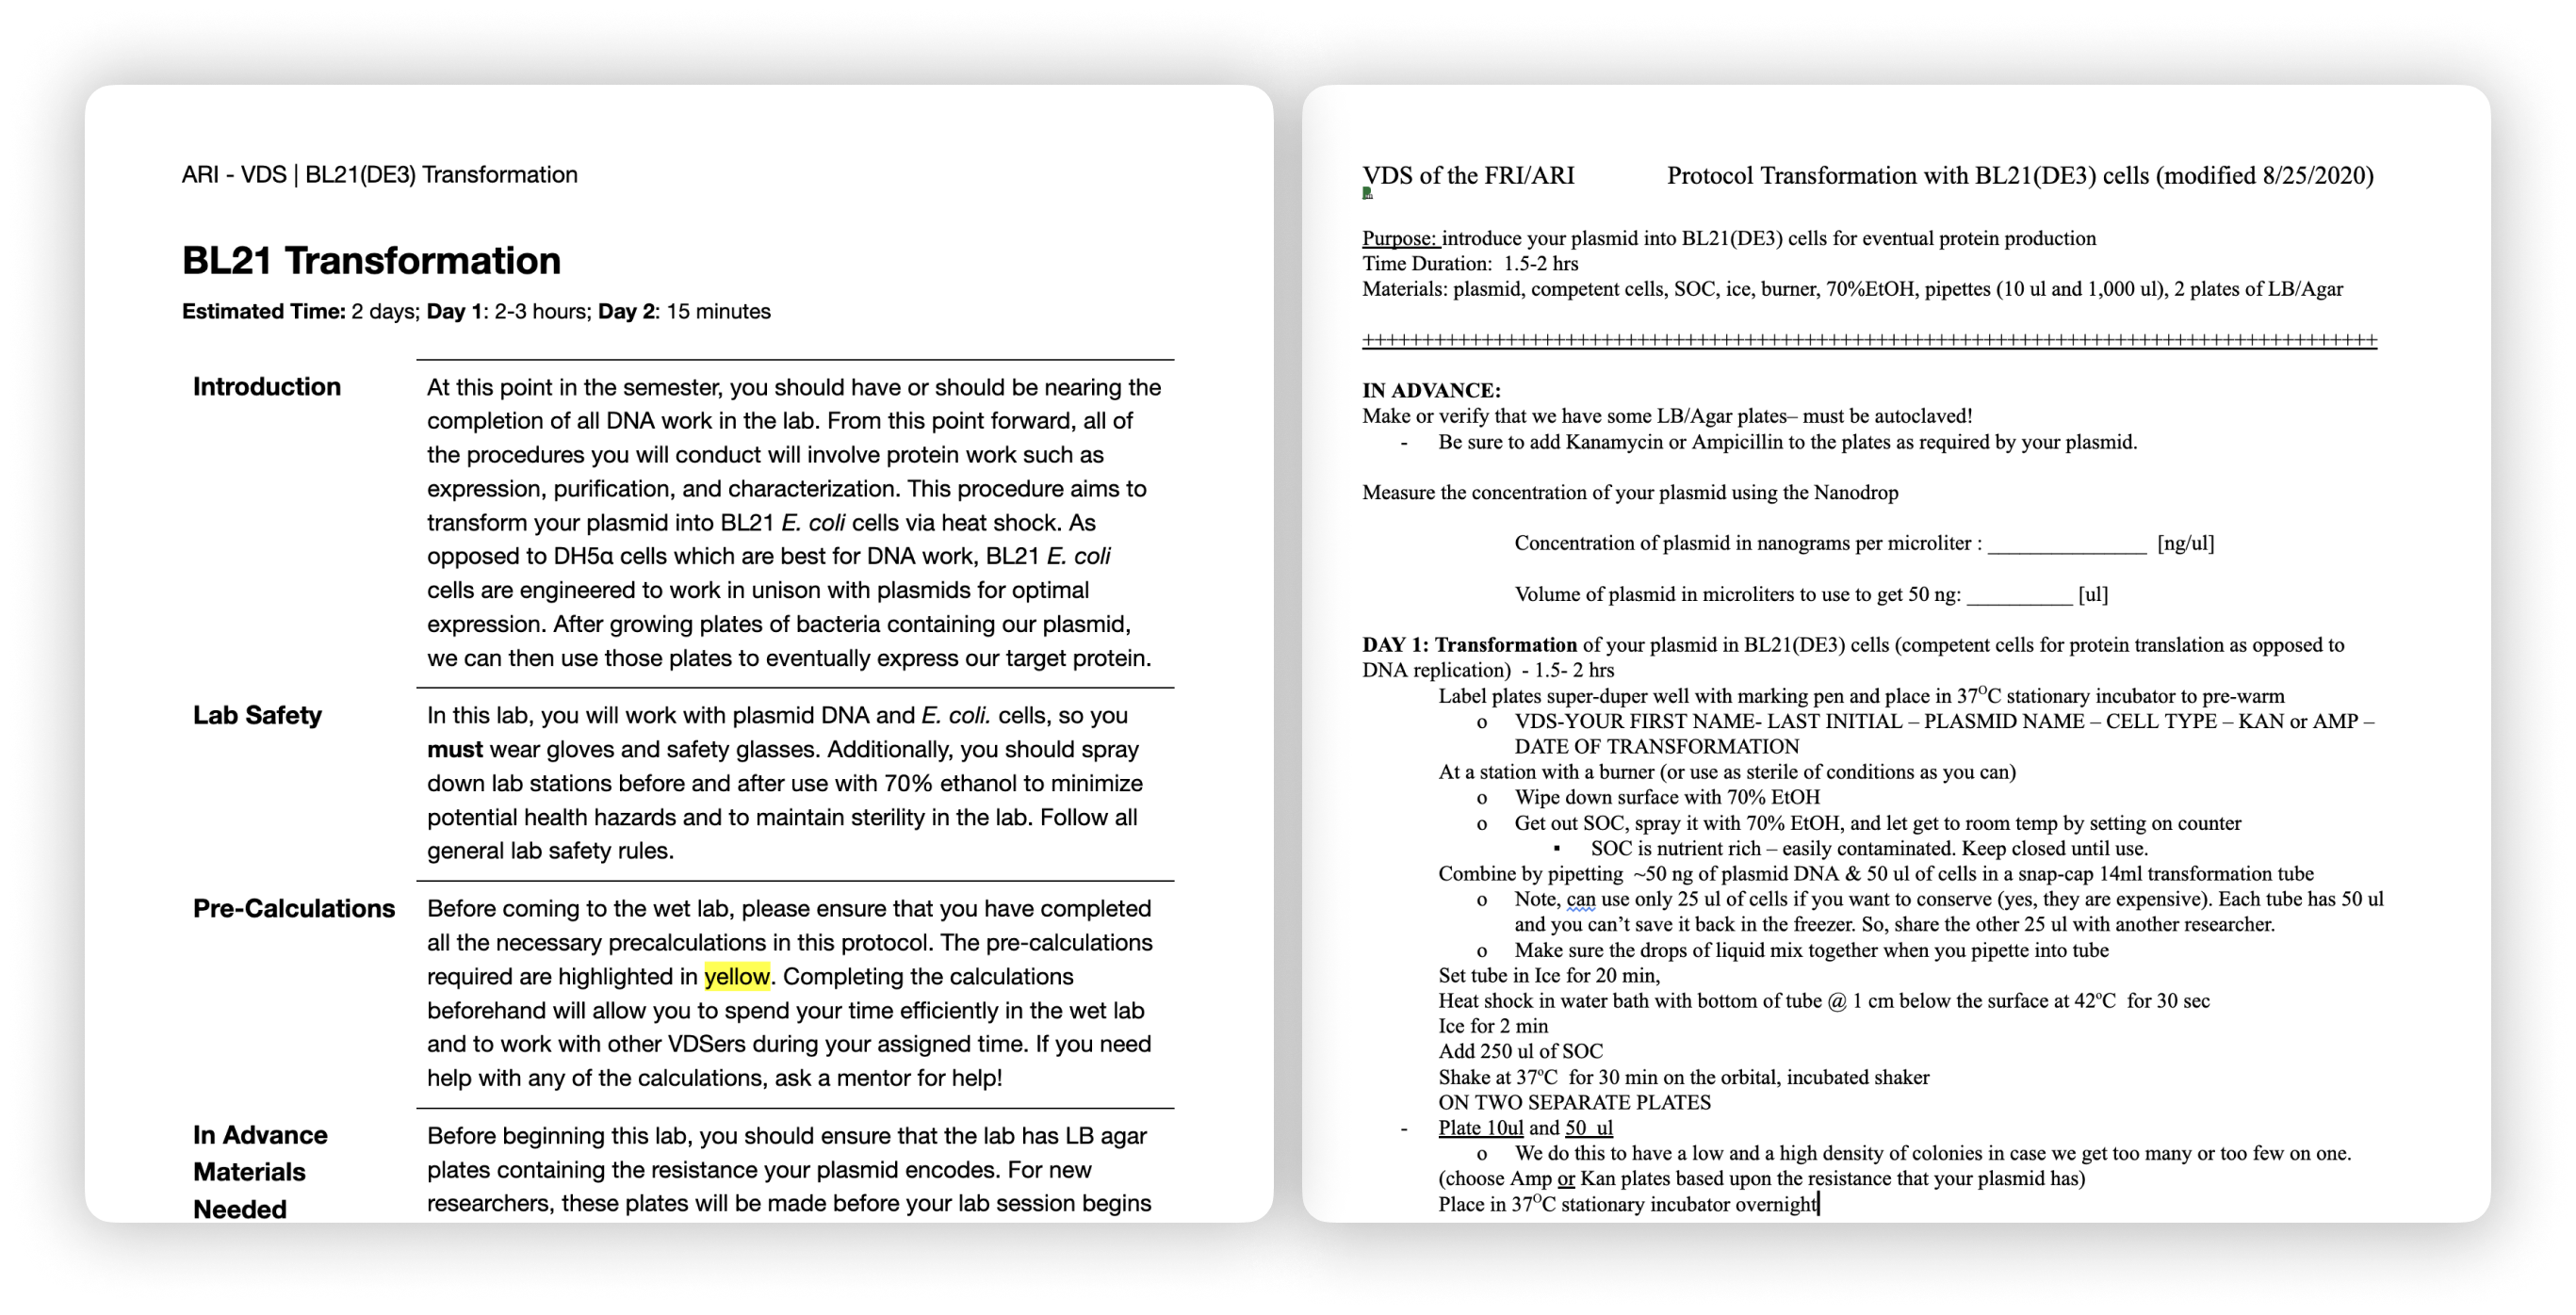 ARI - VDS | BL21(DE3) Transformation
BL21 Transformation
Estimated Time: 2 days; Day 1: 2-3 hours; Day 2: 15 minutes
Introduction
At this point in the semester, you should have or should be nearing the
completion of all DNA work in the lab. From this point forward, all of
the procedures you will conduct will involve protein work such as
expression, purification, and characterization. This procedure aims to
transform your plasmid into BL21 E. coli cells via heat shock. As
opposed to DH5α cells which are best for DNA work, BL21 E. coli
cells are engineered to work in unison with plasmids for optimal
expression. After growing plates of bacteria containing our plasmid,
we can then use those plates to eventually express our target protein.
Lab Safety
In this lab, you will work with plasmid DNA and E. coli. cells, so you
must wear gloves and safety glasses. Additionally, you should spray
down lab stations before and after use with 70% ethanol to minimize
potential health hazards and to maintain sterility in the lab. Follow all
general lab safety rules.
Pre-Calculations
Before coming to the wet lab, please ensure that you have completed
all the necessary precalculations in this protocol. The pre-calculations
required are highlighted in yellow. Completing the calculations
beforehand will allow you to spend your time efficiently in the wet lab
and to work with other VDSers during your assigned time. If you need
help with any of the calculations, ask a mentor for help!
In Advance
Materials
Needed
Before beginning this lab, you should ensure that the lab has LB agar
plates containing the resistance your plasmid encodes. For new
researchers, these plates will be made before your lab session begins
VDS of the FRI/ARI Protocol Transformation with BL21(DE3) cells (modified 8/25/2020)
Purpose: introduce your plasmid into BL21(DE3) cells for eventual protein production
Time Duration: 1.5-2 hrs
Materials: plasmid, competent cells, SOC, ice, burner, 70%EtOH, pipettes (10 ul and 1,000 ul), 2 plates of LB/Agar
++++++++++++++++++++++++++++++++++++++++++++++++++++++++++++++++++++++++++++++++++
IN ADVANCE:
Make or verify that we have some LB/Agar plates– must be autoclaved!
- Be sure to add Kanamycin or Ampicillin to the plates as required by your plasmid.
Measure the concentration of your plasmid using the Nanodrop
Concentration of plasmid in nanograms per microliter : _______________ [ng/ul]
Volume of plasmid in microliters to use to get 50 ng: __________ [ul]
DAY 1: Transformation of your plasmid in BL21(DE3) cells (competent cells for protein translation as opposed to
DNA replication) - 1.5- 2 hrs
Label plates super-duper well with marking pen and place in 37ºC stationary incubator to pre-warm
o VDS-YOUR FIRST NAME- LAST INITIAL – PLASMID NAME – CELL TYPE – KAN or AMP –
DATE OF TRANSFORMATION
At a station with a burner (or use as sterile of conditions as you can)
o Wipe down surface with 70% EtOH
o Get out SOC, spray it with 70% EtOH, and let get to room temp by setting on counter
▪ SOC is nutrient rich – easily contaminated. Keep closed until use.
Combine by pipetting ~50 ng of plasmid DNA & 50 ul of cells in a snap-cap 14ml transformation tube
o Note, can use only 25 ul of cells if you want to conserve (yes, they are expensive). Each tube has 50 ul
and you can’t save it back in the freezer. So, share the other 25 ul with another researcher.
o Make sure the drops of liquid mix together when you pipette into tube
Set tube in Ice for 20 min,
Heat shock in water bath with bottom of tube @ 1 cm below the surface at 42ºC for 30 sec
Ice for 2 min
Add 250 ul of SOC
Shake at 37ºC for 30 min on the orbital, incubated shaker
ON TWO SEPARATE PLATES
- Plate 10ul and 50 ul
o We do this to have a low and a high density of colonies in case we get too many or too few on one.
(choose Amp or Kan plates based upon the resistance that your plasmid has)
Place in 37ºC stationary incubator overnight